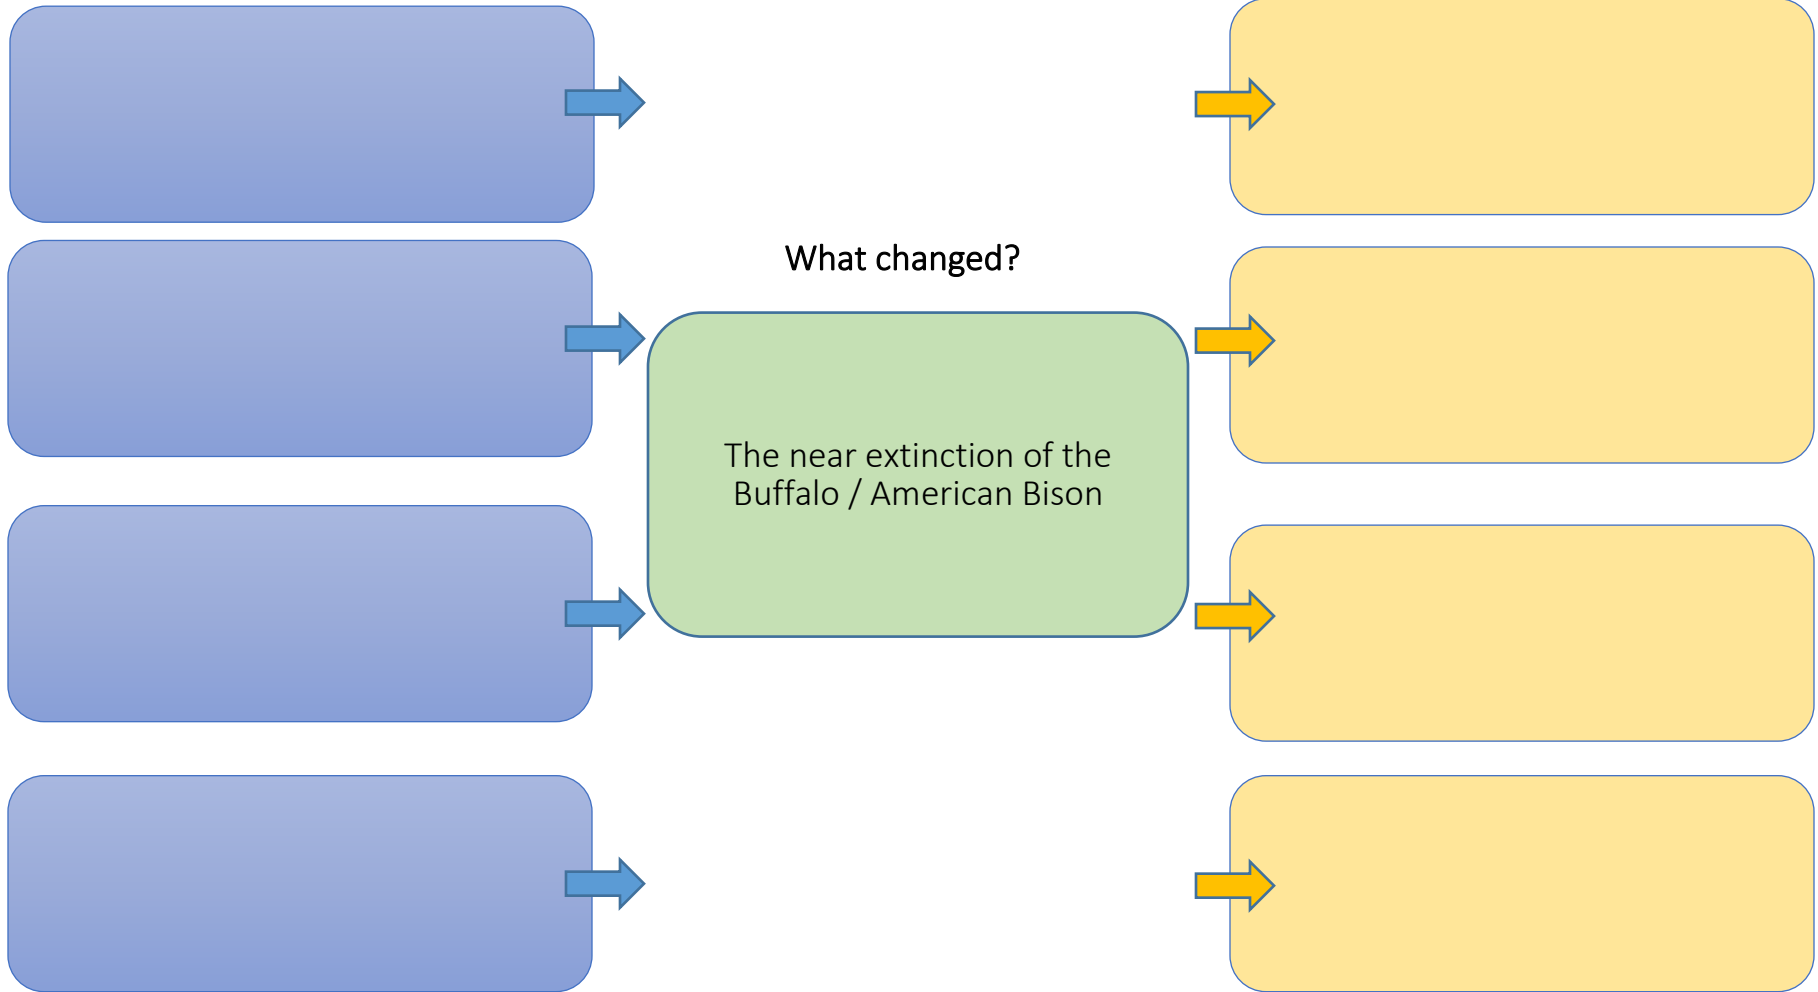 What changed?
The near extinction of the
Buffalo / American Bison